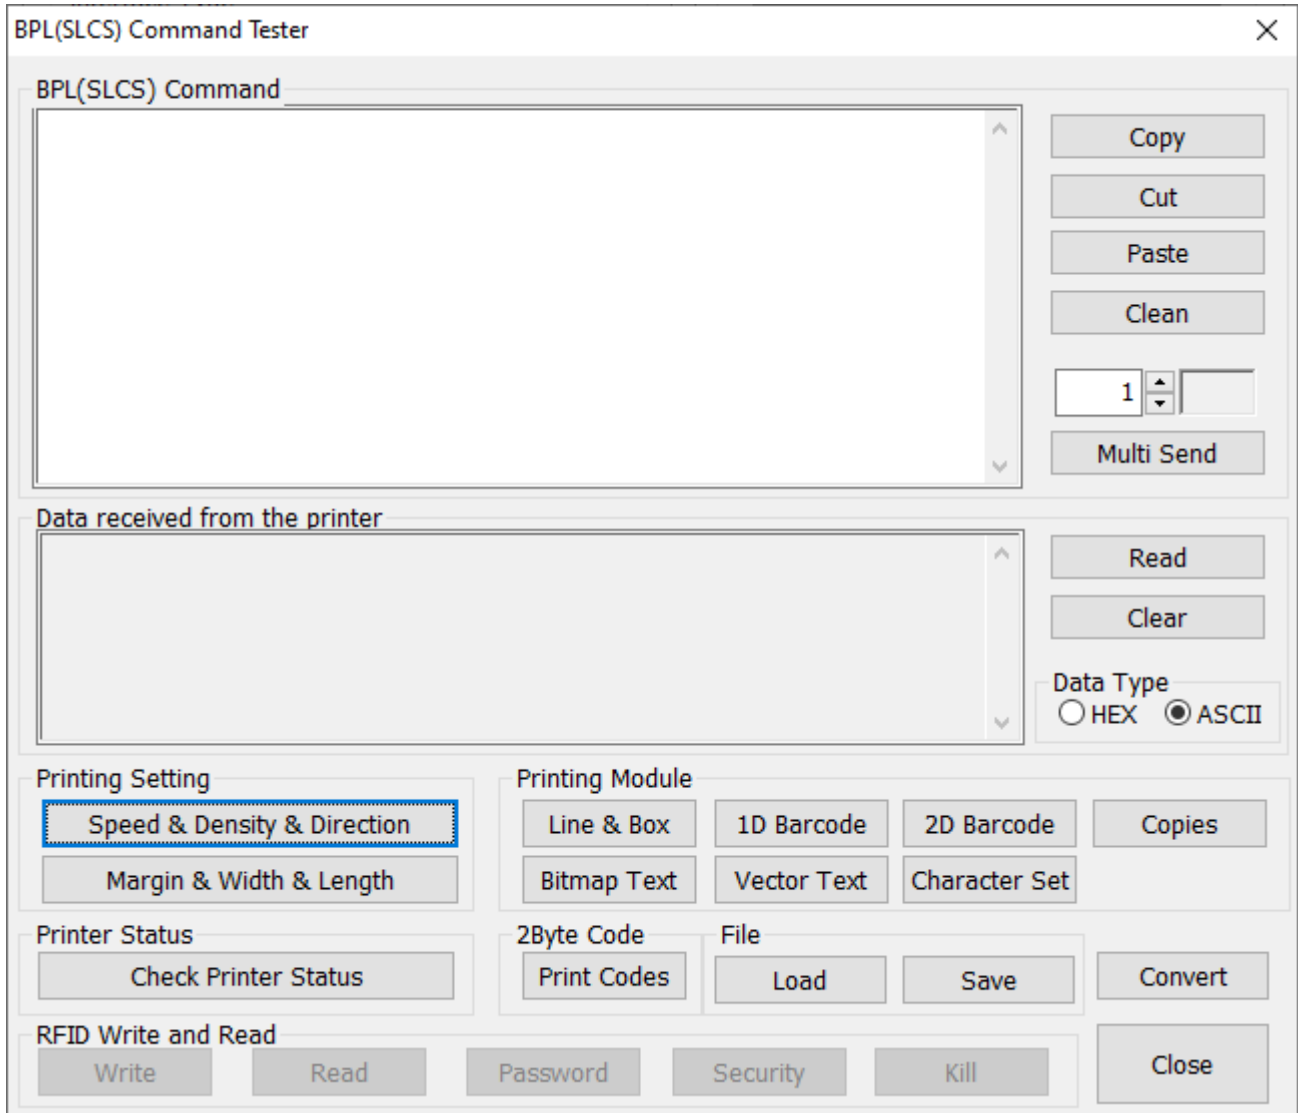 BPL(SLCS) Command Tester
BPL(SLCS) Command
Copy
Cut
Paste
Clean
1
Multi Send
Data received from the printer
Read
Clear
Data Type
HEX ASCII
Printing Setting
Speed & Density & Direction
Margin & Width & Length
Printing Module
Line & Box 1D Barcode 2D Barcode Copies
Bitmap Text Vector Text Character Set
Printer Status
Check Printer Status
2Byte Code
Print Codes
File
Load Save
Convert
RFID Write and Read
Write Read Password Security Kill
Close